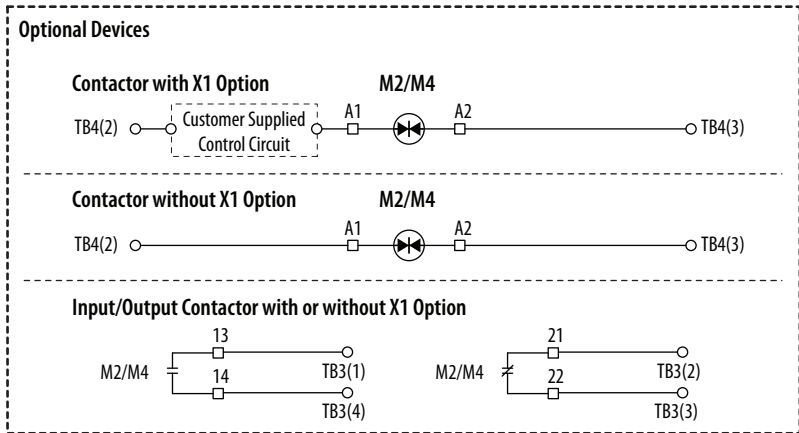 Optional Devices
Contactor with X1 Option M2/M4
TB4(2) Customer Supplied Control Circuit A1 A2 TB4(3)
Contactor without X1 Option M2/M4
TB4(2) A1 A2 TB4(3)
Input/Output Contactor with or without X1 Option
13 21
M2/M4 TB3(1) M2/M4 TB3(2)
14 22
TB3(4) TB3(3)